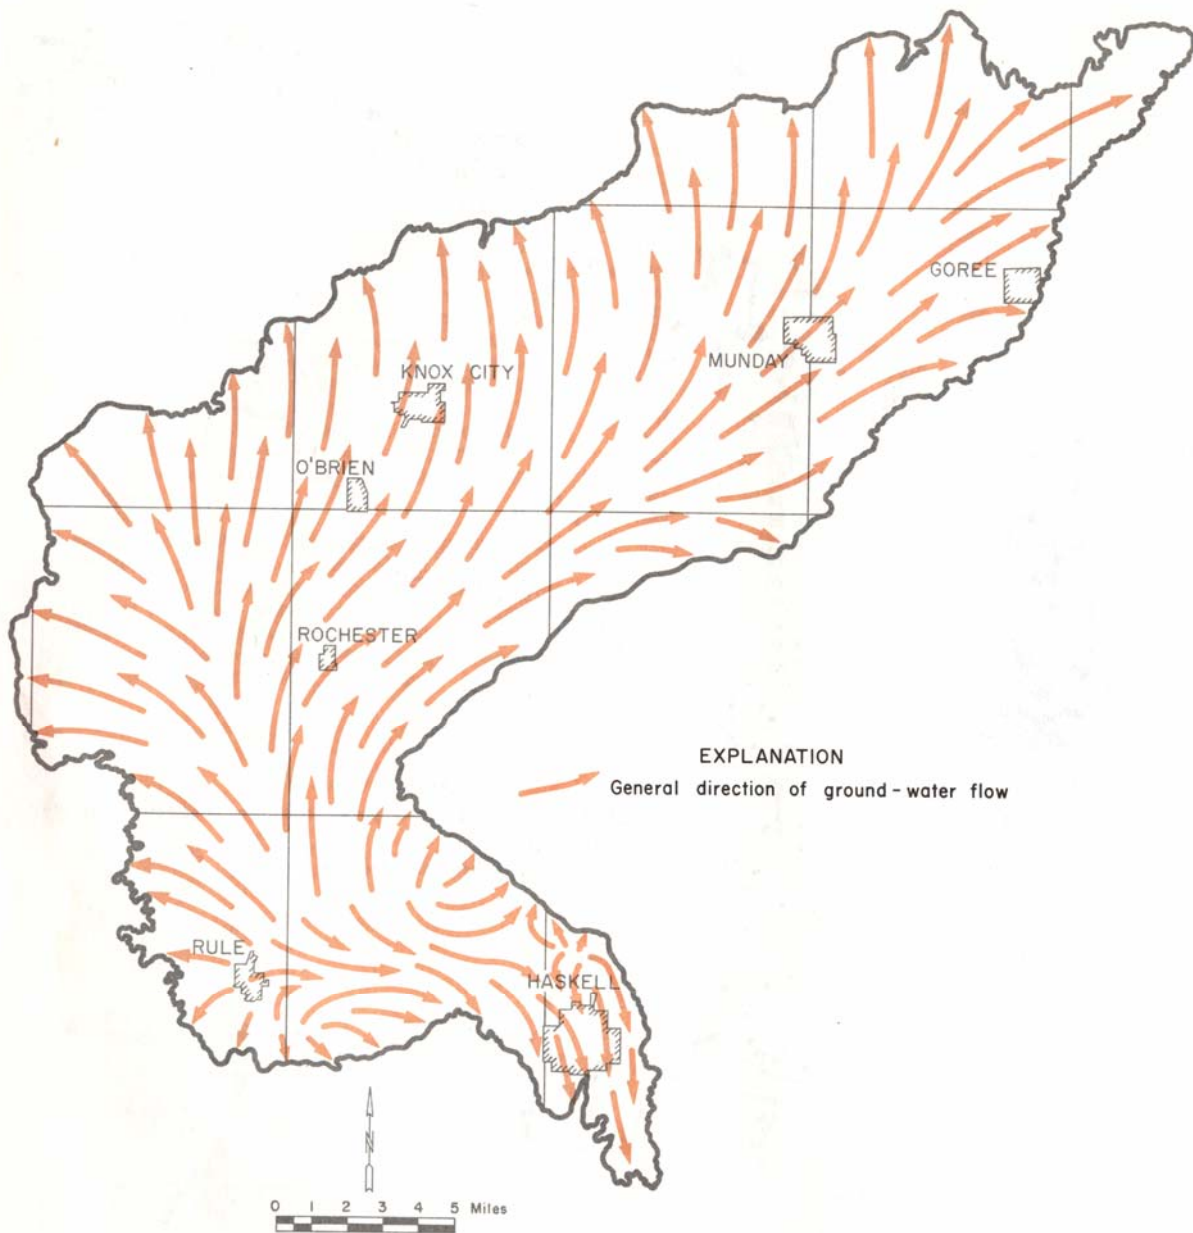 GOREE
MUNDAY
KNOX CITY
O'BRIEN
ROCHESTER
EXPLANATION
General direction of ground-water flow
RULE
HASKELL
N
0 1 2 3 4 5 Miles